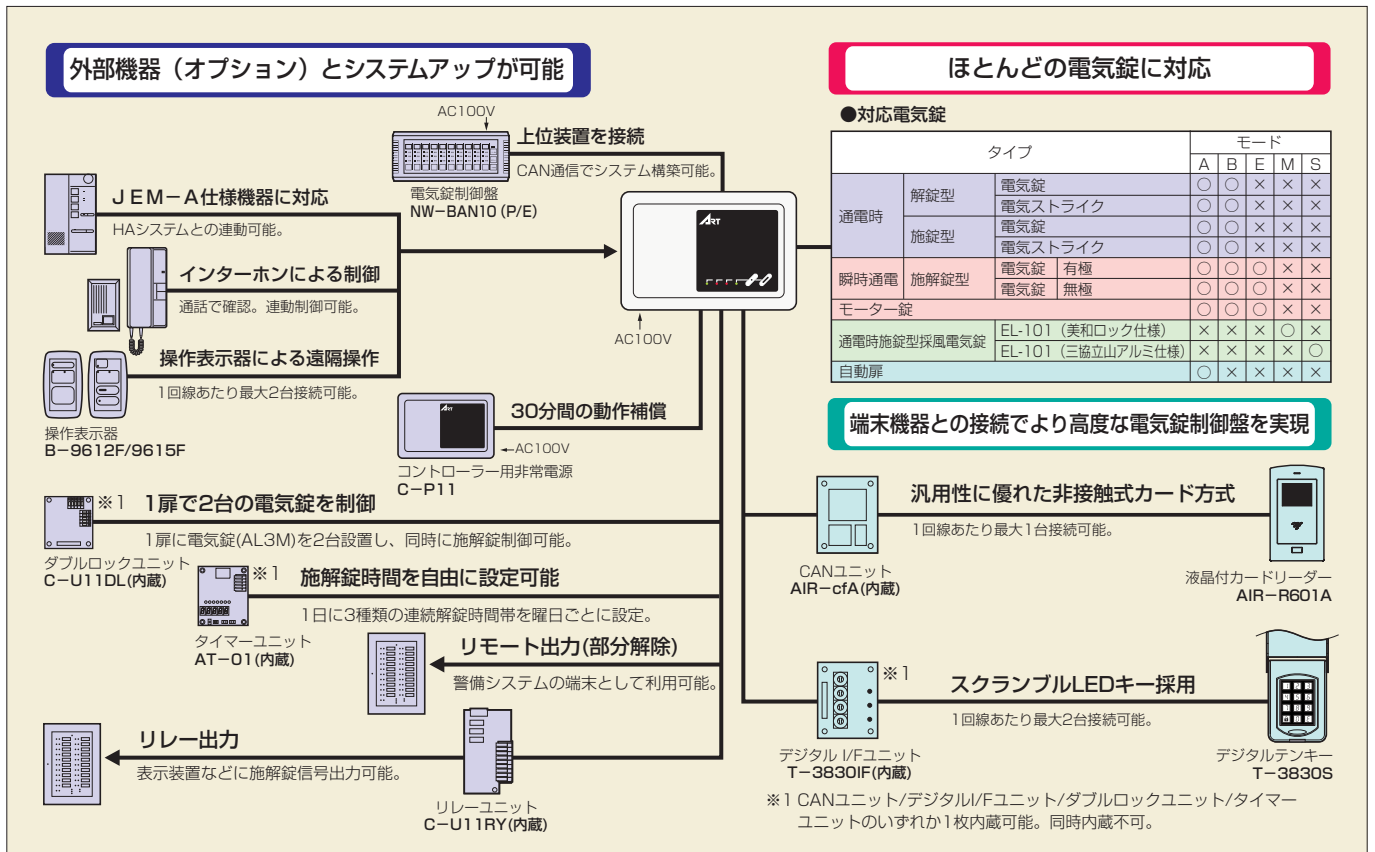 外部機器（オプション）とシステムアップが可能
AC100V
上位装置を接続
CAN通信でシステム構築可能。
電気錠制御盤
NW−BAN10 (P/E)
JEM−A仕様機器に対応
HAシステムとの連動可能。
インターホンによる制御
通話で確認。連動制御可能。
操作表示器による遠隔操作
1回線あたり最大2台接続可能。
操作表示器
B−9612F/9615F
ART
AC100V
30分間の動作補償
ART
AC100V
コントローラー用非常電源
C−P11
※1 1扉で2台の電気錠を制御
1扉に電気錠(AL3M)を2台設置し、同時に施解錠制御可能。
ダブルロックユニット
C−U11DL(内蔵)
※1 施解錠時間を自由に設定可能
1日に3種類の連続解錠時間帯を曜日ごとに設定。
タイマーユニット
AT−01(内蔵)
リモート出力(部分解除)
警備システムの端末として利用可能。
リレー出力
表示装置などに施解錠信号出力可能。
リレーユニット
C−U11RY(内蔵)
ほとんどの電気錠に対応
●対応電気錠
タイプ モード
A B E M S
通電時 解錠型 電気錠 ○ ○ × × ×
電気ストライク ○ ○ × × ×
施錠型 電気錠 ○ ○ × × ×
電気ストライク ○ ○ × × ×
瞬時通電 施解錠型 電気錠 有極 ○ ○ ○ × ×
電気錠 無極 ○ ○ ○ × ×
モーター錠 ○ ○ ○ × ×
通電時施錠型採風電気錠 EL-101（美和ロック仕様） × × × ○ ×
EL-101（三協立山アルミ仕様） × × × × ○
自動扉 ○ × × × ×
端末機器との接続でより高度な電気錠制御盤を実現
汎用性に優れた非接触式カード方式
1回線あたり最大1台接続可能。
CANユニット
AIR−cfA(内蔵)
液晶付カードリーダー
AIR−R601A
※1
スクランブルLEDキー採用
1回線あたり最大2台接続可能。
デジタル I/Fユニット
T−3830IF(内蔵)
デジタルテンキー
T−3830S
※1 CANユニット/デジタルI/Fユニット/ダブルロックユニット/タイマー
ユニットのいずれか1枚内蔵可能。同時内蔵不可。